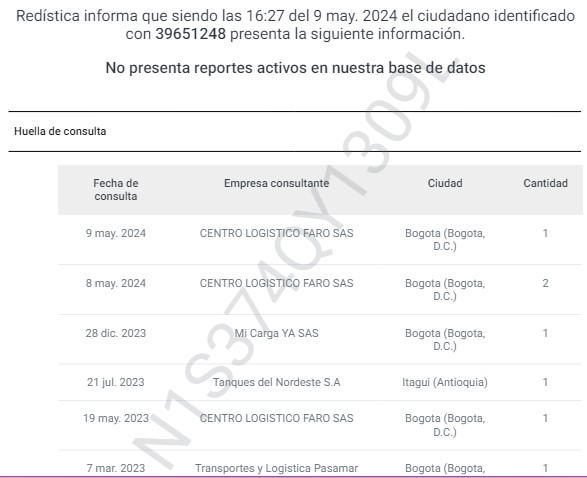 Redística informa que siendo las 16:27 del 9 may. 2024 el ciudadano identificado
con 39651248 presenta la siguiente información.
No presenta reportes activos en nuestra base de datos
Huella de consulta
Fecha de consulta Empresa consultante Ciudad Cantidad
9 may. 2024 CENTRO LOGISTICO FARO SAS Bogota (Bogota, D.C.) 1
8 may. 2024 CENTRO LOGISTICO FARO SAS Bogota (Bogota, D.C.) 2
28 dic. 2023 Mi Carga YA SAS Bogota (Bogota, D.C.) 1
21 jul. 2023 Tanques del Nordeste S.A Itagui (Antioquia) 1
19 may. 2023 CENTRO LOGISTICO FARO SAS Bogota (Bogota, D.C.) 1
7 mar. 2023 Transportes y Logistica Pasamar Bogota (Bogota, 1
N1S374QY1309L